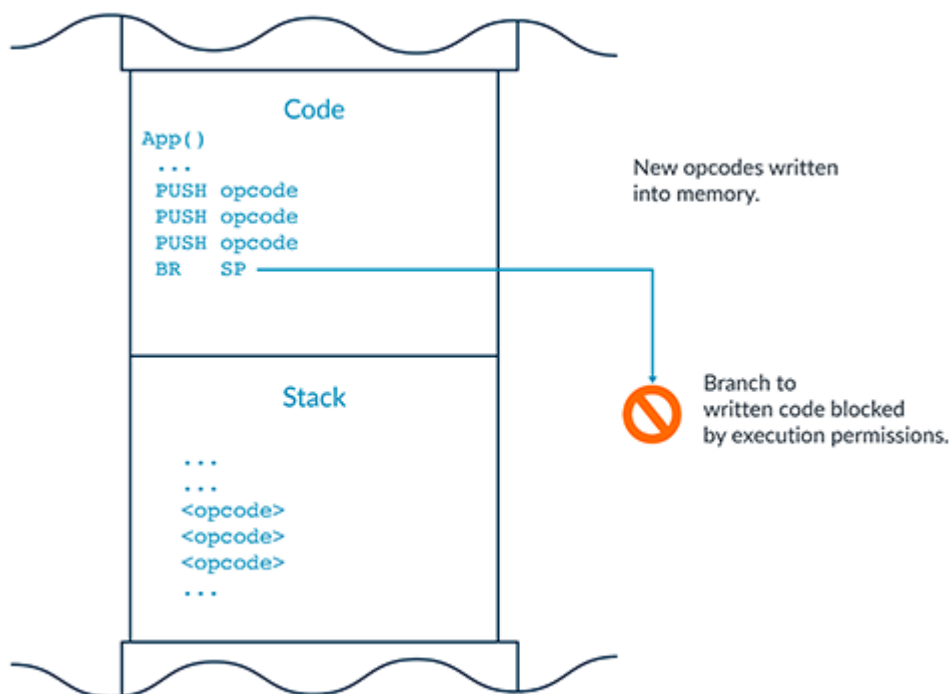 Code
App()
...
PUSH opcode
PUSH opcode
PUSH opcode
BR SP
New opcodes written
into memory.
Stack
Branch to
written code blocked
by execution permissions.
...
...
<opcode>
<opcode>
<opcode>
...